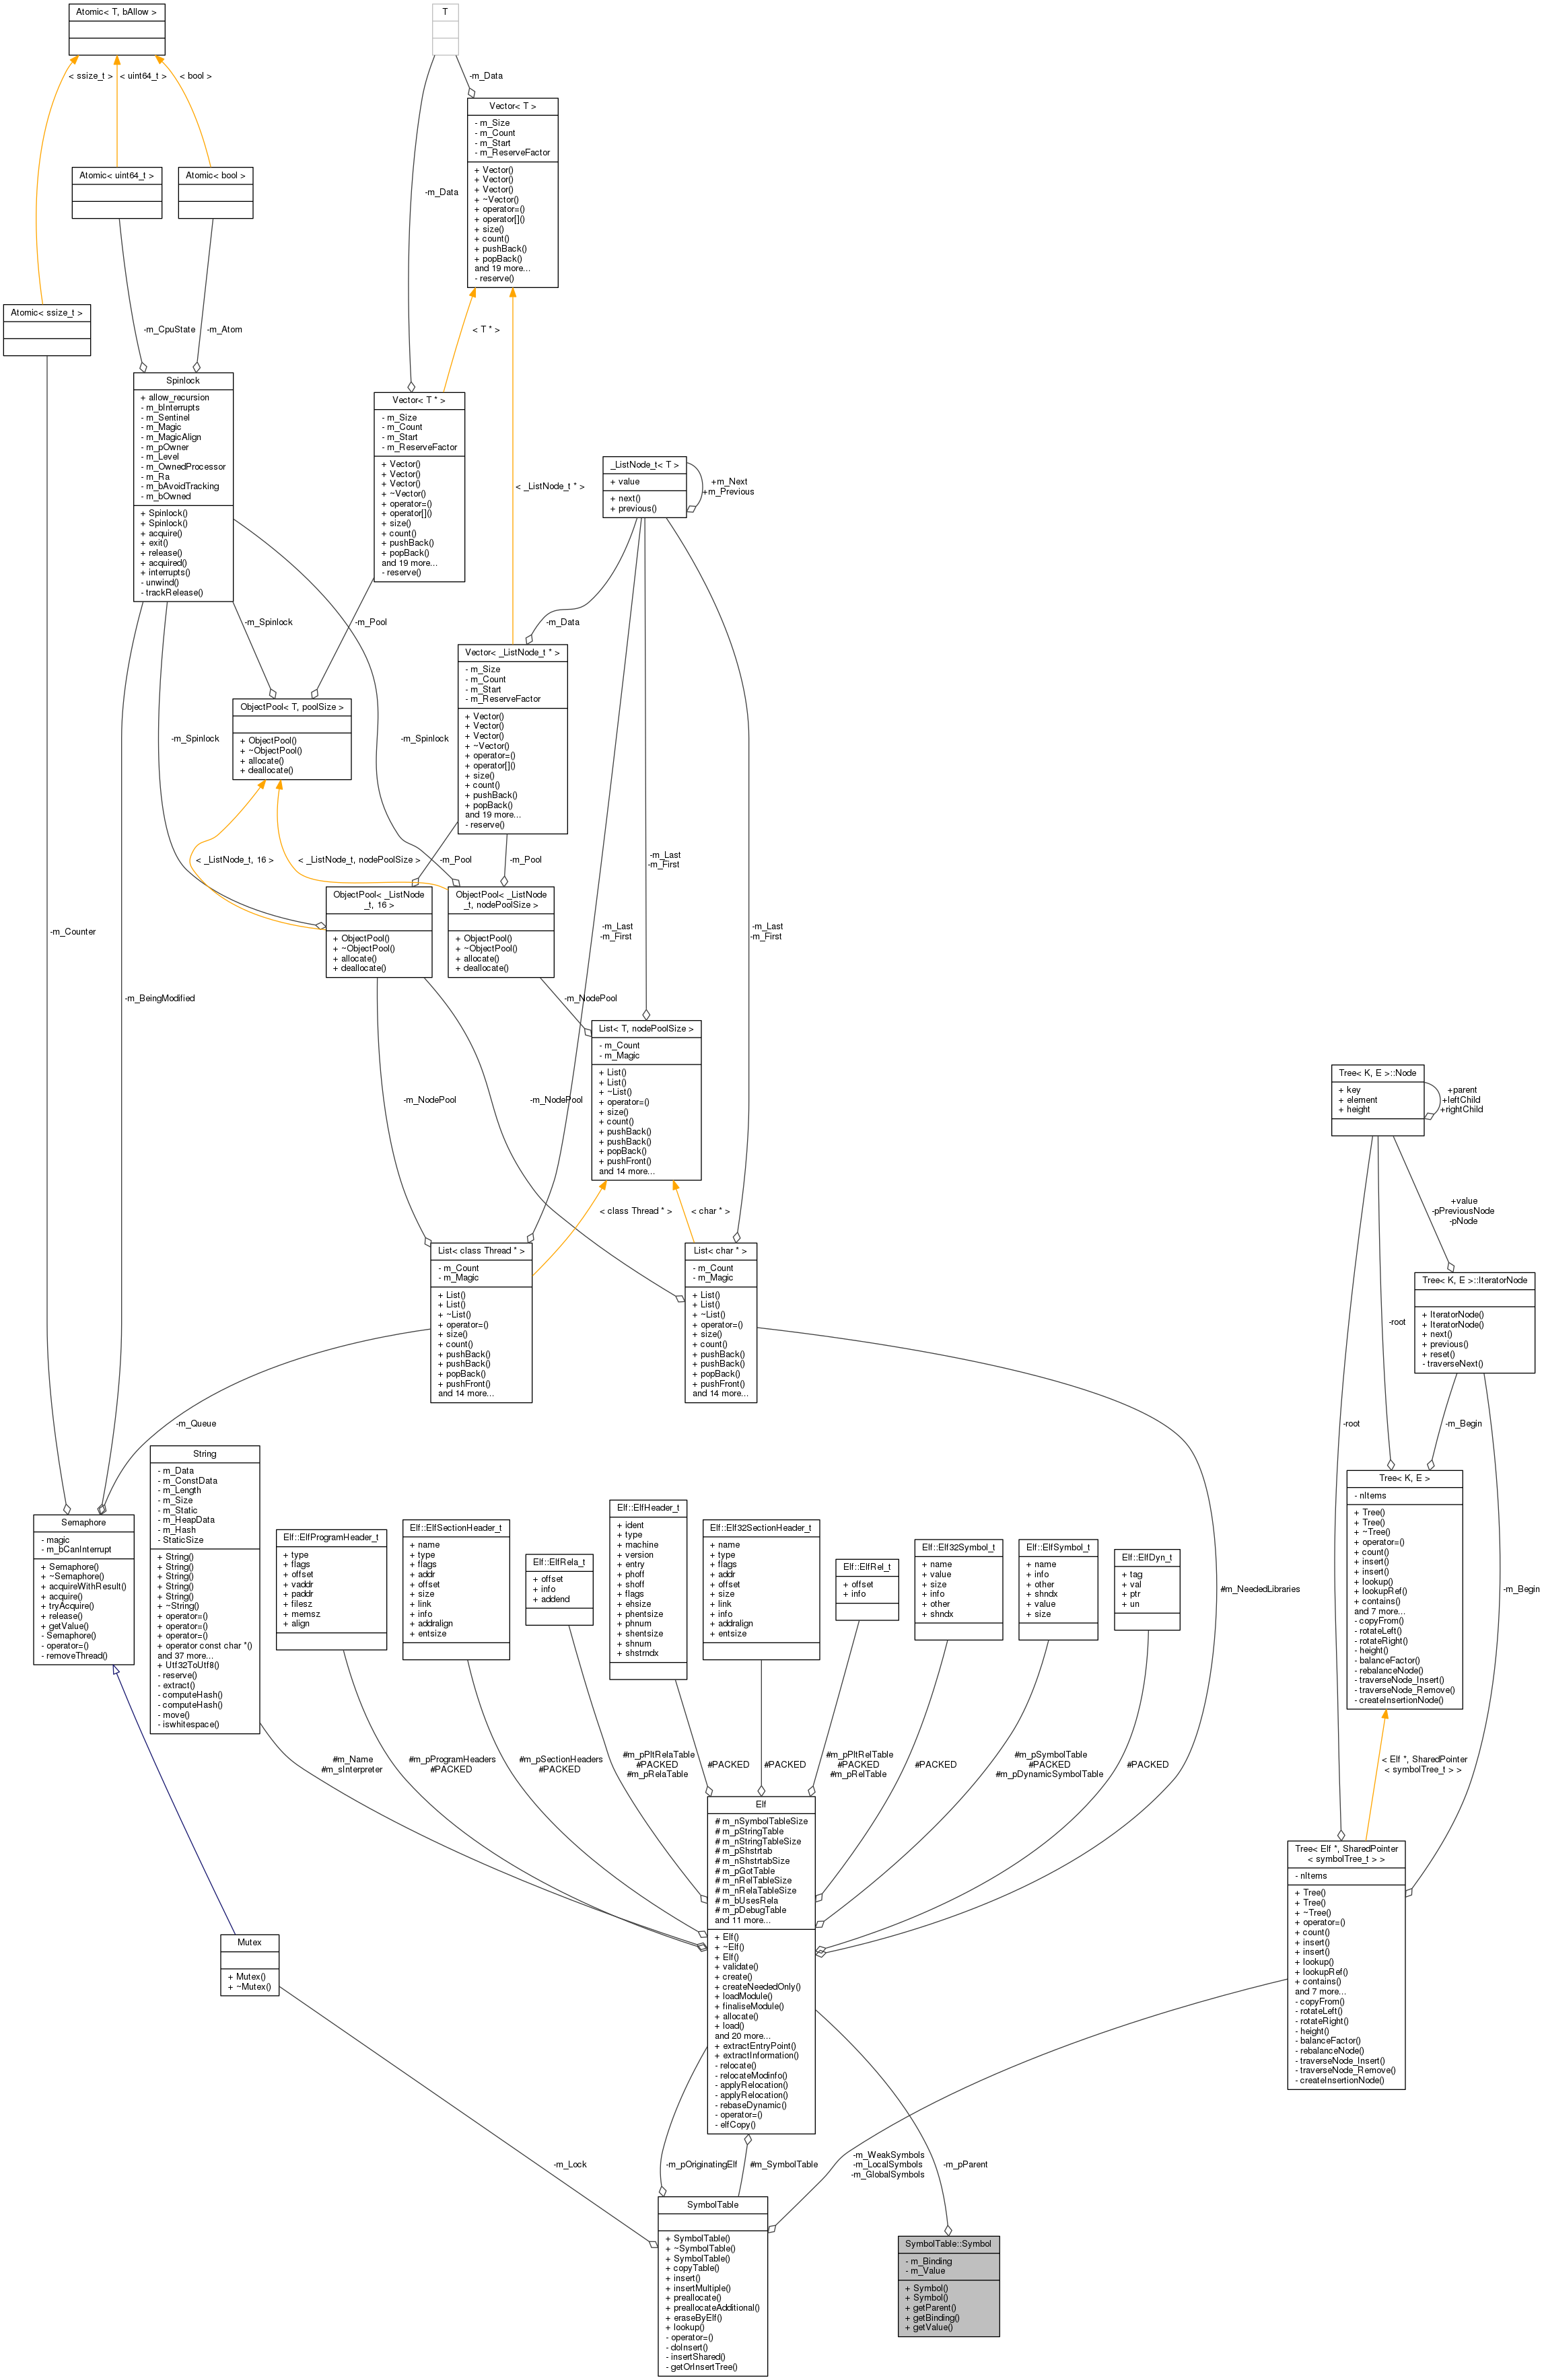 Atomic< T, bAllow >
T
< ssize_t >
< uint64_t >
< bool >
-m_Data
Vector< T >
- m_Size
- m_Count
- m_Start
- m_ReserveFactor
+ Vector()
+ Vector()
+ Vector()
+ ~Vector()
+ operator=()
+ operator[]()
+ size()
+ count()
+ pushBack()
+ popBack()
and 19 more...
- reserve()
Atomic< uint64_t >
Atomic< bool >
-m_Data
Atomic< ssize_t >
-m_CpuState
-m_Atom
< T * >
Spinlock
+ allow_recursion
- m_bInterrupts
- m_Sentinel
- m_Magic
- m_MagicAlign
- m_pOwner
- m_Level
- m_OwnedProcessor
- m_Ra
- m_bAvoidTracking
- m_bOwned
+ Spinlock()
+ Spinlock()
+ acquire()
+ exit()
+ release()
+ acquired()
+ interrupts()
- unwind()
- trackRelease()
Vector< T * >
- m_Size
- m_Count
- m_Start
- m_ReserveFactor
+ Vector()
+ Vector()
+ Vector()
+ ~Vector()
+ operator=()
+ operator[]()
+ size()
+ count()
+ pushBack()
+ popBack()
and 19 more...
- reserve()
< _ListNode_t * >
_ListNode_t< T >
+ value
+ next()
+ previous()
+m_Next
+m_Previous
-m_Spinlock
-m_Pool
-m_Data
Vector< _ListNode_t * >
- m_Size
- m_Count
- m_Start
- m_ReserveFactor
+ Vector()
+ Vector()
+ Vector()
+ ~Vector()
+ operator=()
+ operator[]()
+ size()
+ count()
+ pushBack()
+ popBack()
and 19 more...
- reserve()
ObjectPool< T, poolSize >
+ ObjectPool()
+ ~ObjectPool()
+ allocate()
+ deallocate()
-m_Spinlock
-m_Spinlock
< _ListNode_t, 16 >
< _ListNode_t, nodePoolSize >
-m_Pool
-m_Pool
-m_Last
-m_First
ObjectPool< _ListNode
_t, 16 >
+ ObjectPool()
+ ~ObjectPool()
+ allocate()
+ deallocate()
ObjectPool< _ListNode
_t, nodePoolSize >
+ ObjectPool()
+ ~ObjectPool()
+ allocate()
+ deallocate()
-m_Counter
-m_Last
-m_First
-m_Last
-m_First
-m_BeingModified
-m_NodePool
List< T, nodePoolSize >
- m_Count
- m_Magic
+ List()
+ List()
+ ~List()
+ operator=()
+ size()
+ count()
+ pushBack()
+ pushBack()
+ popBack()
+ pushFront()
and 14 more...
-m_NodePool
-m_NodePool
Tree< K, E >::Node
+ key
+ element
+ height
+parent
+leftChild
+rightChild
< class Thread * >
< char * >
+value
-pPreviousNode
-pNode
List< class Thread * >
- m_Count
- m_Magic
+ List()
+ List()
+ ~List()
+ operator=()
+ size()
+ count()
+ pushBack()
+ pushBack()
+ popBack()
+ pushFront()
and 14 more...
List< char * >
- m_Count
- m_Magic
+ List()
+ List()
+ ~List()
+ operator=()
+ size()
+ count()
+ pushBack()
+ pushBack()
+ popBack()
+ pushFront()
and 14 more...
Tree< K, E >::IteratorNode
+ IteratorNode()
+ IteratorNode()
+ next()
+ previous()
+ reset()
- traverseNext()
-root
-m_Queue
-root
-m_Begin
String
- m_Data
- m_ConstData
- m_Length
- m_Size
- m_Static
- m_HeapData
- m_Hash
- StaticSize
+ String()
+ String()
+ String()
+ String()
+ String()
+ ~String()
+ operator=()
+ operator=()
+ operator=()
+ operator const char *()
and 37 more...
+ Utf32ToUtf8()
- reserve()
- extract()
- computeHash()
- computeHash()
- move()
- iswhitespace()
Semaphore
- magic
- m_bCanInterrupt
+ Semaphore()
+ ~Semaphore()
+ acquireWithResult()
+ acquire()
+ tryAcquire()
+ release()
+ getValue()
- Semaphore()
- operator=()
- removeThread()
Elf::ElfProgramHeader_t
+ type
+ flags
+ offset
+ vaddr
+ paddr
+ filesz
+ memsz
+ align
Elf::ElfSectionHeader_t
+ name
+ type
+ flags
+ addr
+ offset
+ size
+ link
+ info
+ addralign
+ entsize
Elf::ElfRela_t
+ offset
+ info
+ addend
Elf::ElfHeader_t
+ ident
+ type
+ machine
+ version
+ entry
+ phoff
+ shoff
+ flags
+ ehsize
+ phentsize
+ phnum
+ shentsize
+ shnum
+ shstrndx
Elf::Elf32SectionHeader_t
+ name
+ type
+ flags
+ addr
+ offset
+ size
+ link
+ info
+ addralign
+ entsize
Elf::ElfRel_t
+ offset
+ info
Elf::Elf32Symbol_t
+ name
+ value
+ size
+ info
+ other
+ shndx
Elf::ElfSymbol_t
+ name
+ info
+ other
+ shndx
+ value
+ size
Elf::ElfDyn_t
+ tag
+ val
+ ptr
+ un
#m_NeededLibraries
Tree< K, E >
- nItems
+ Tree()
+ Tree()
+ ~Tree()
+ operator=()
+ count()
+ insert()
+ insert()
+ lookup()
+ lookupRef()
+ contains()
and 7 more...
- copyFrom()
- rotateLeft()
- rotateRight()
- height()
- balanceFactor()
- rebalanceNode()
- traverseNode_Insert()
- traverseNode_Remove()
- createInsertionNode()
-m_Begin
#m_Name
#m_sInterpreter
#m_pProgramHeaders
#PACKED
#m_pSectionHeaders
#PACKED
#m_pPltRelaTable
#PACKED
#m_pRelaTable
#PACKED
#PACKED
#m_pPltRelTable
#PACKED
#m_pRelTable
#PACKED
#m_pSymbolTable
#PACKED
#m_pDynamicSymbolTable
#PACKED
< Elf *, SharedPointer
< symbolTree_t > >
Elf
# m_nSymbolTableSize
# m_pStringTable
# m_nStringTableSize
# m_pShstrtab
# m_nShstrtabSize
# m_pGotTable
# m_nRelTableSize
# m_nRelaTableSize
# m_bUsesRela
# m_pDebugTable
and 11 more...
+ Elf()
+ ~Elf()
+ Elf()
+ validate()
+ create()
+ createNeededOnly()
+ loadModule()
+ finaliseModule()
+ allocate()
+ load()
and 20 more...
+ extractEntryPoint()
+ extractInformation()
- relocate()
- relocateModinfo()
- applyRelocation()
- applyRelocation()
- rebaseDynamic()
- operator=()
- elfCopy()
Tree< Elf *, SharedPointer
< symbolTree_t > >
- nItems
+ Tree()
+ Tree()
+ ~Tree()
+ operator=()
+ count()
+ insert()
+ insert()
+ lookup()
+ lookupRef()
+ contains()
and 7 more...
- copyFrom()
- rotateLeft()
- rotateRight()
- height()
- balanceFactor()
- rebalanceNode()
- traverseNode_Insert()
- traverseNode_Remove()
- createInsertionNode()
Mutex
+ Mutex()
+ ~Mutex()
-m_Lock
-m_pOriginatingElf
#m_SymbolTable
-m_WeakSymbols
-m_LocalSymbols
-m_GlobalSymbols
-m_pParent
SymbolTable
+ SymbolTable()
+ ~SymbolTable()
+ SymbolTable()
+ copyTable()
+ insert()
+ insertMultiple()
+ preallocate()
+ preallocateAdditional()
+ eraseByElf()
+ lookup()
- operator=()
- doInsert()
- insertShared()
- getOrInsertTree()
SymbolTable::Symbol
- m_Binding
- m_Value
+ Symbol()
+ Symbol()
+ getParent()
+ getBinding()
+ getValue()